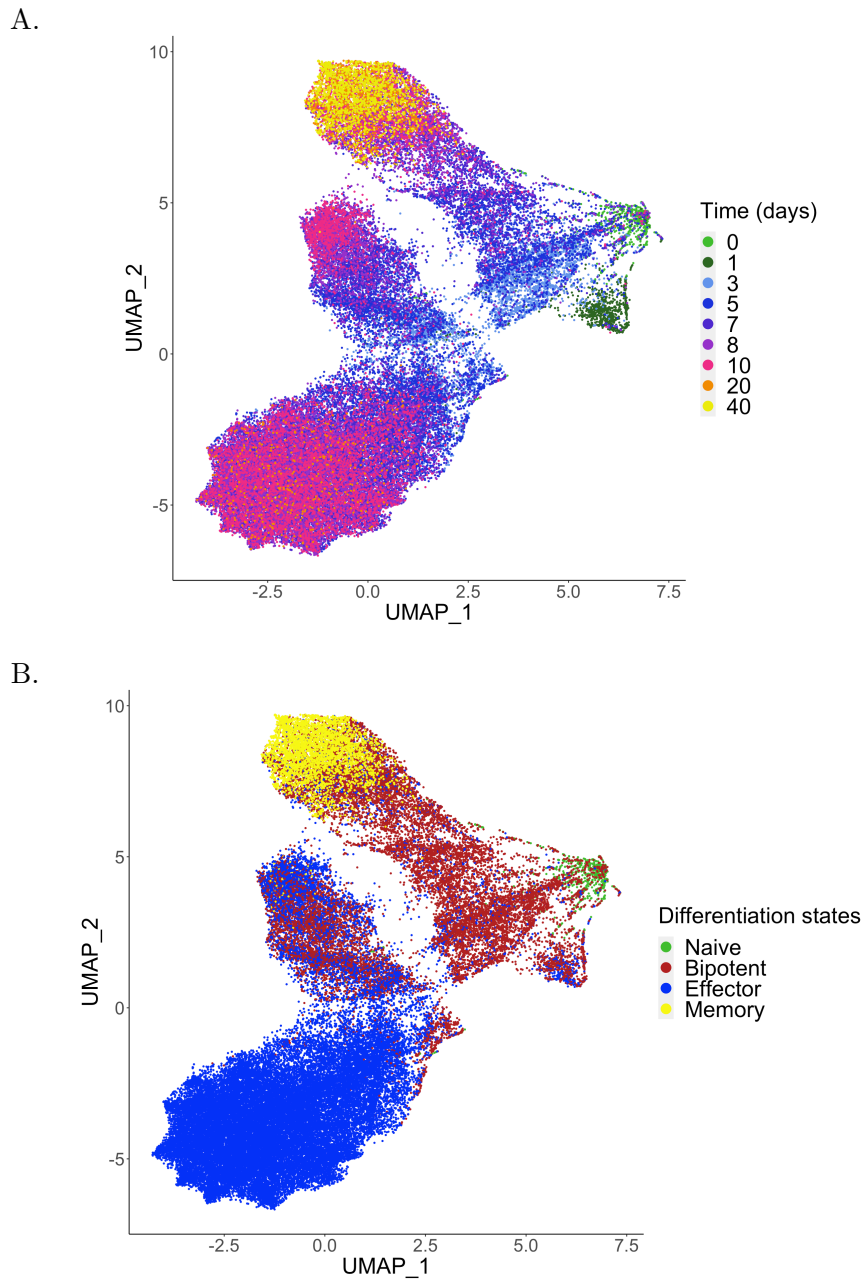 A.
10
5
0
-5
UMAP_2
-2.5 0.0 2.5 5.0 7.5
UMAP_1
Time (days)
0
1
3
5
7
8
10
20
40
B.
10
5
0
-5
UMAP_2
-2.5 0.0 2.5 5.0 7.5
UMAP_1
Differentiation states
Naive
Bipotent
Effector
Memory